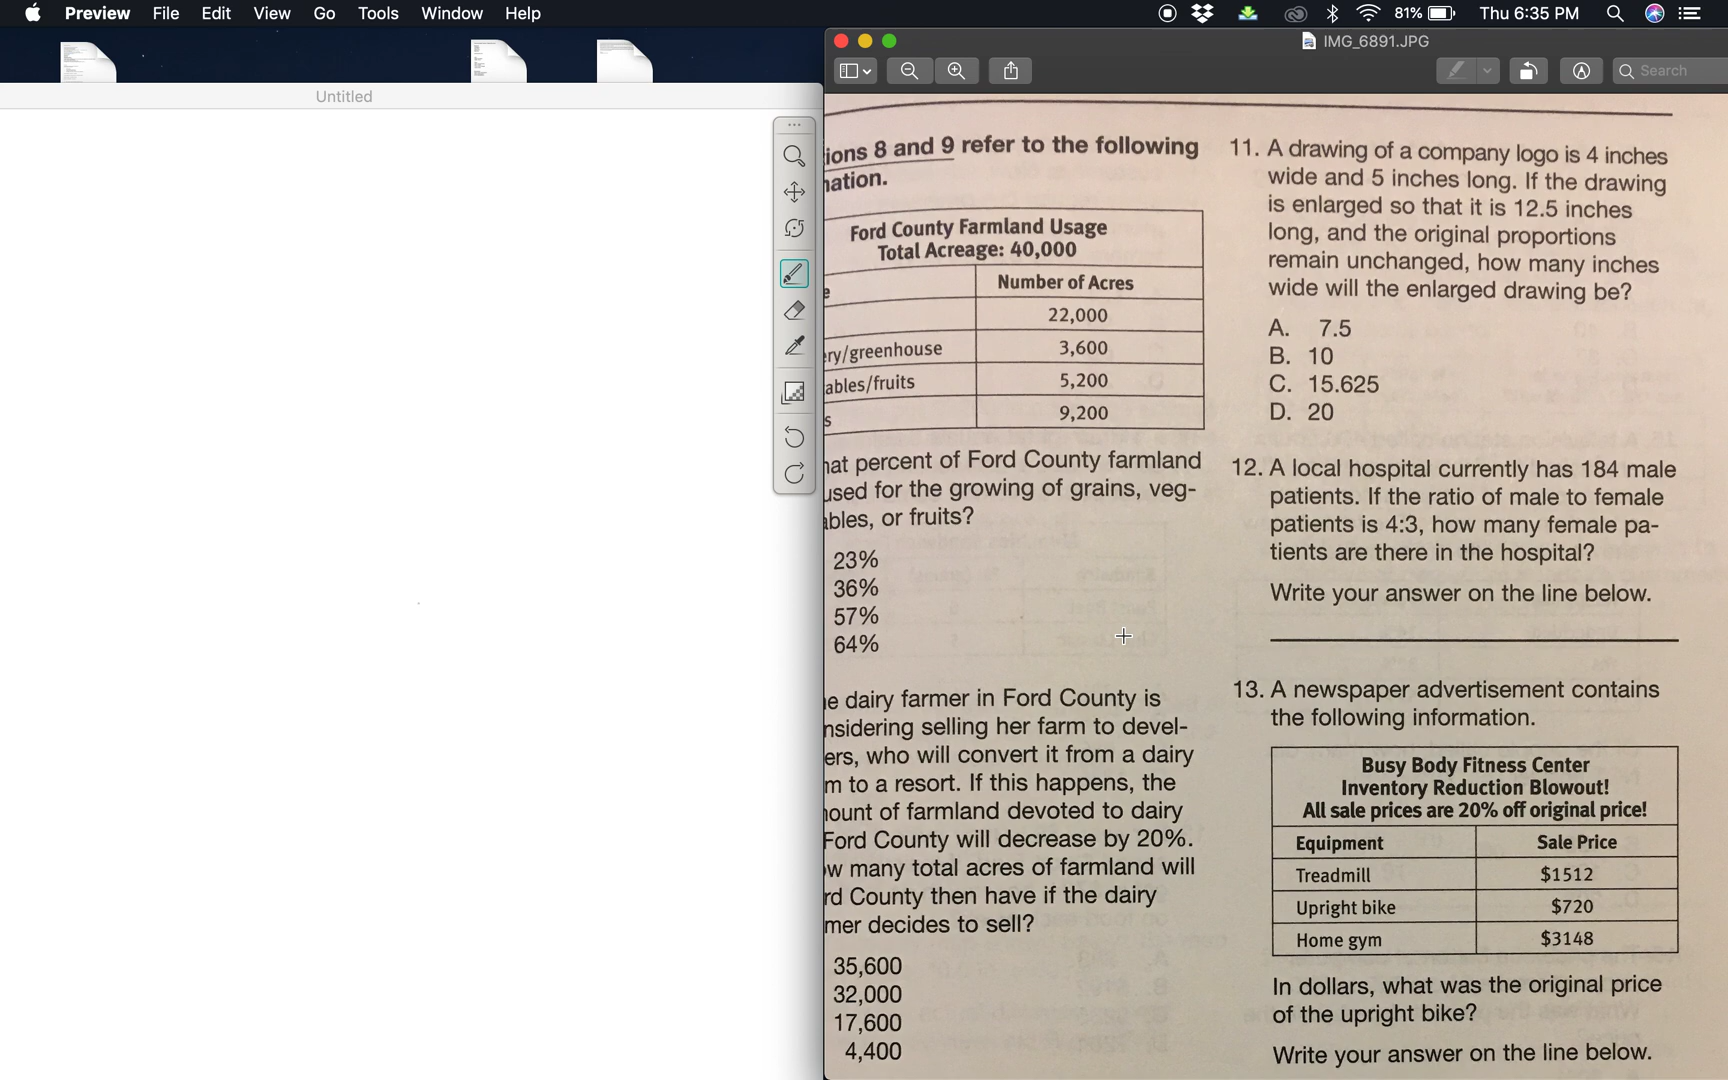 Preview File Edit View Go Tools Window Help
81% Thu 6:35 PM
Untitled
IMG_6891.JPG
Search
ions 8 and 9 refer to the following
nation.
Ford County Farmland Usage
Total Acreage: 40,000
e Number of Acres
22,000
ery/greenhouse 3,600
ables/fruits 5,200
s 9,200
hat percent of Ford County farmland
used for the growing of grains, veg-
ables, or fruits?
23%
36%
57%
64%
e dairy farmer in Ford County is
nsidering selling her farm to devel-
ers, who will convert it from a dairy
m to a resort. If this happens, the
ount of farmland devoted to dairy
Ford County will decrease by 20%.
w many total acres of farmland will
rd County then have if the dairy
mer decides to sell?
35,600
32,000
17,600
4,400
11. A drawing of a company logo is 4 inches
wide and 5 inches long. If the drawing
is enlarged so that it is 12.5 inches
long, and the original proportions
remain unchanged, how many inches
wide will the enlarged drawing be?
A. 7.5
B. 10
C. 15.625
D. 20
12. A local hospital currently has 184 male
patients. If the ratio of male to female
patients is 4:3, how many female pa-
tients are there in the hospital?
Write your answer on the line below.
13. A newspaper advertisement contains
the following information.
Busy Body Fitness Center
Inventory Reduction Blowout!
All sale prices are 20% off original price!
Equipment Sale Price
Treadmill $1512
Upright bike $720
Home gym $3148
In dollars, what was the original price
of the upright bike?
Write your answer on the line below.